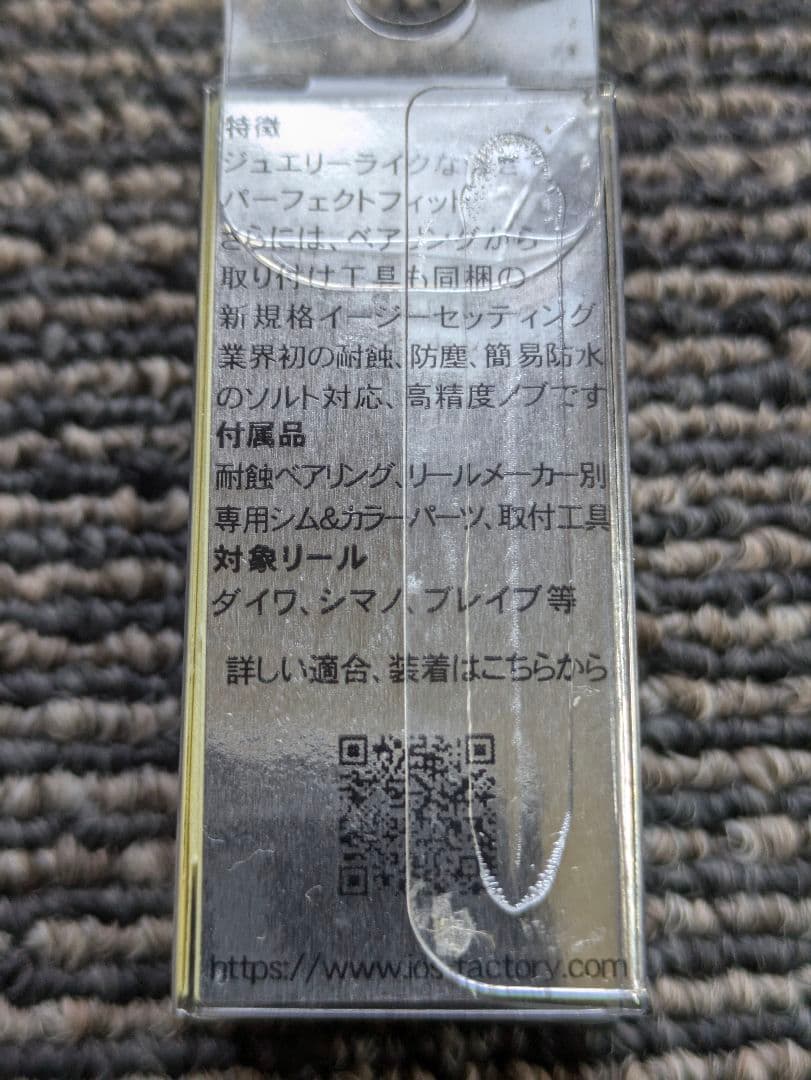 特徴
ジュエリーライクな
パーフェクトフィット
さらには、ベアリングから
取り付け工具も同梱の
新規格イージーセッティング
業界初の耐蝕、防塵、簡易防水
のソルト対応、高精度ノブです
付属品
耐蝕ベアリング、リールメーカー別
専用シム&カラーパーツ、取付工具
対象リール
ダイワ、シマノ、ブレイブ等
詳しい適合、装着はこちらから
https://www.ios-factory.com